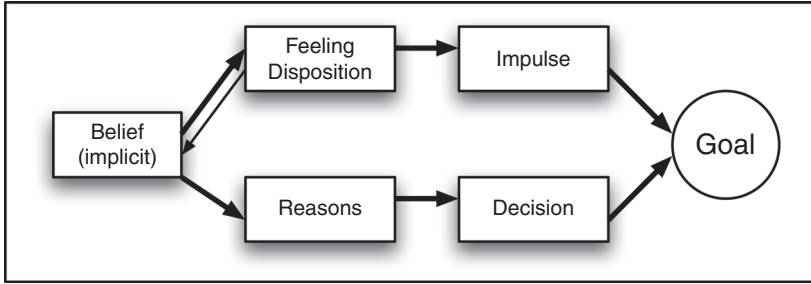 Feeling
Disposition
Impulse
Belief
(implicit)
Goal
Reasons
Decision